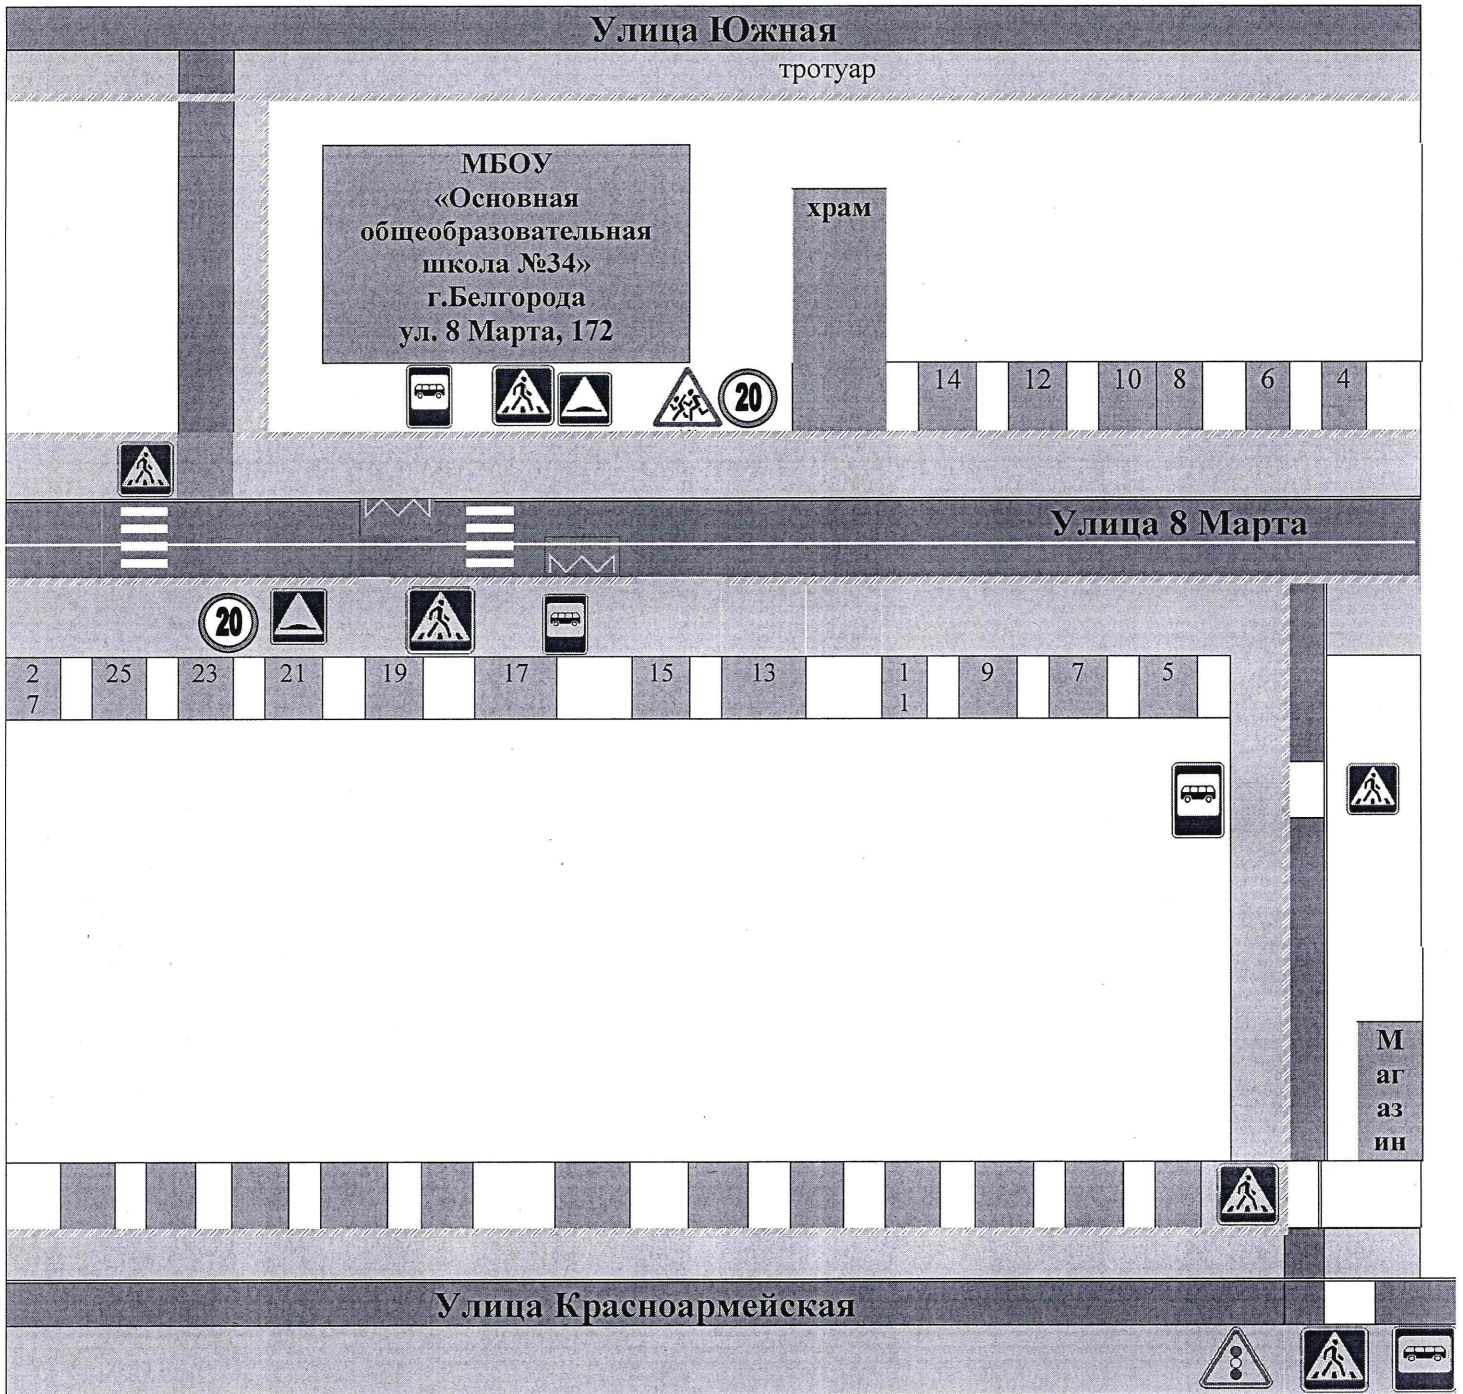 Улица Южная
тротуар
МБОУ
«Основная
общеобразовательная
школа №34»
г.Белгорода
ул. 8 Марта, 172
храм
14 12 10 8 6 4
20
Улица 8 Марта
20
2 25 23 21 19 17 15 13 1 9 7 5
7 1
М
аг
аз
ин
Улица Красноармейская